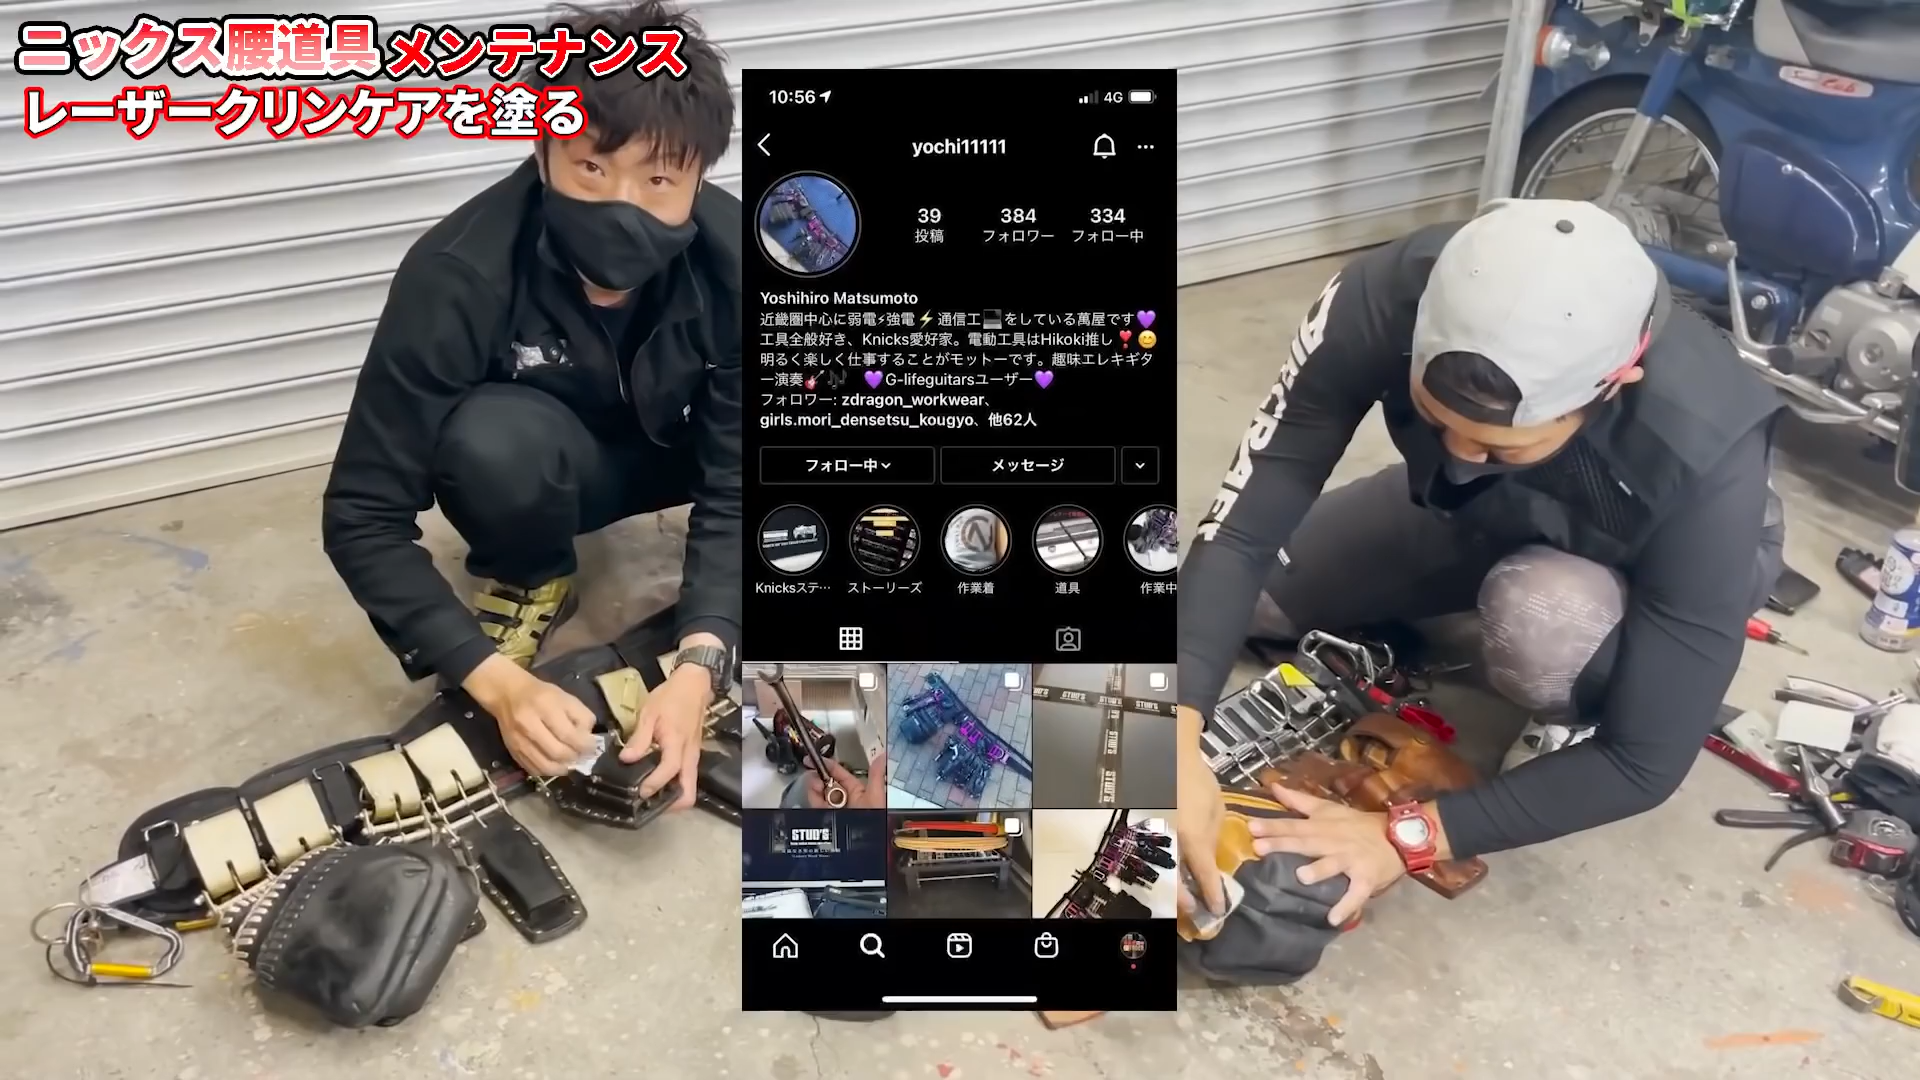 ニックス腰道具 メンテナンス
レーザークリンケアを塗る
10:56
4G
yochi11111
39
384
334
投稿
フォロワー
フォロー中
Yoshihiro Matsumoto
近畿圏中心に弱電⚡強電⚡通信工💻をしている萬屋です💜
工具全般好き、Knicks愛好家。電動工具はHikoki推し❣️😊
明るく楽しく仕事することがモットーです。趣味エレキギタ
ー演奏🎸🎶 💜G-lifeguitarsユーザー💜
フォロワー: zdragon_workwear、
girls.mori_densetsu_kougyo、他62人
フォロー中
メッセージ
Knicksステ…
ストーリーズ
作業着
道具
作業中
STUD'S
STUD'S
STUD'S
STUD'S
STUD'S